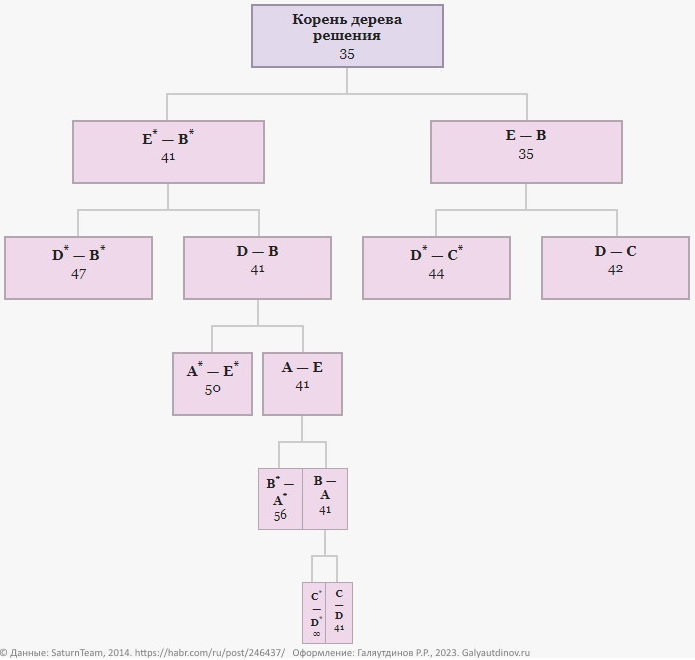 Корень дерева
решения
35
E* — B*
41
E — B
35
D* — B*
47
D — B
41
D* — C*
44
D — C
42
A* — E*
50
A — E
41
B* —
A*
56
B —
A
41
C*
—
D*
∞
C
—
D
41
© Данные: SaturnTeam, 2014. https://habr.com/ru/post/246437/ Оформление: Галяутдинов Р.Р., 2023. Galyautdinov.ru